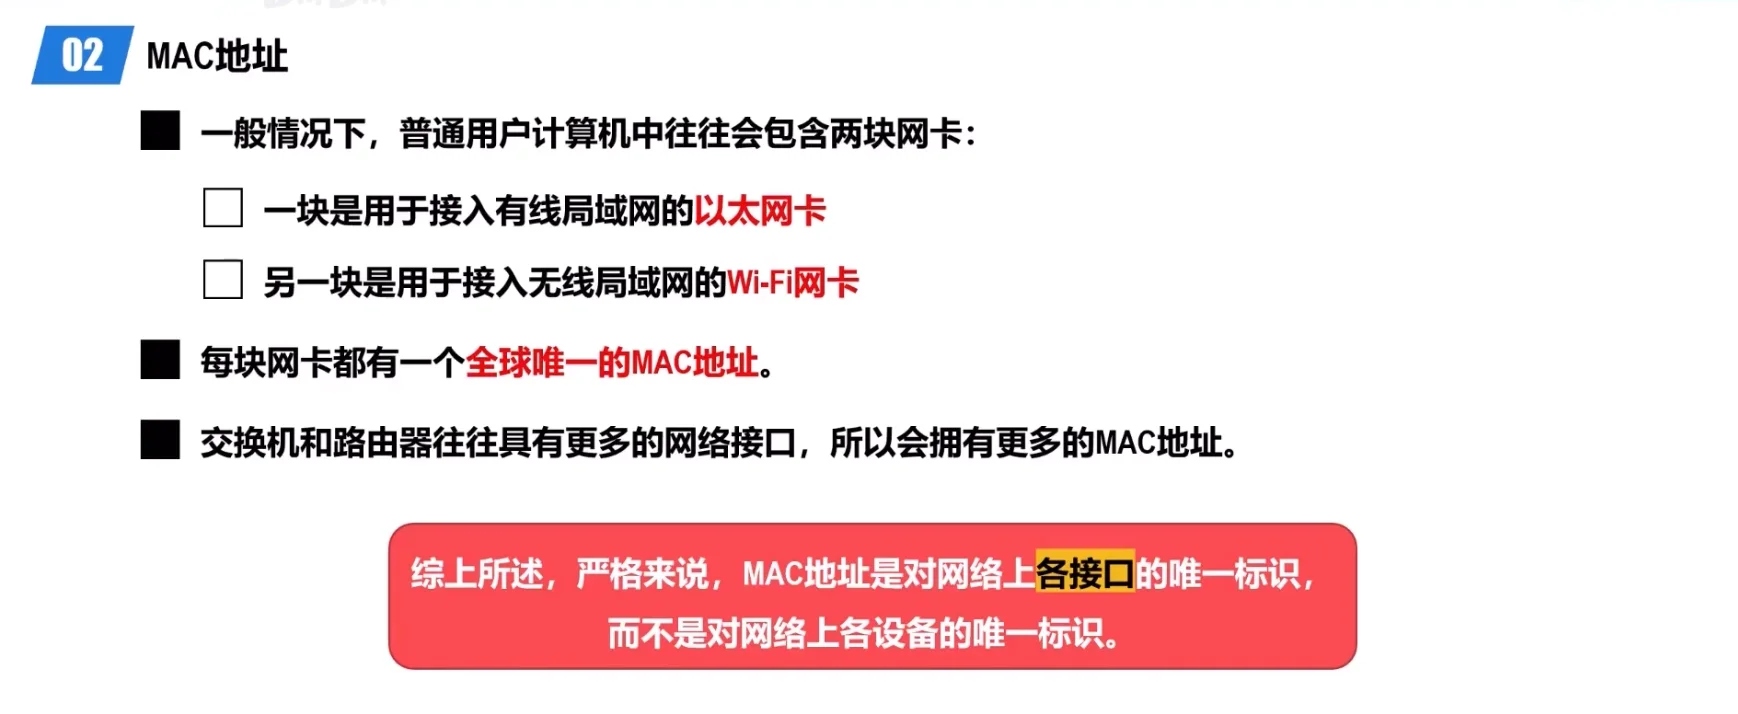 02 MAC地址
一般情况下，普通用户计算机中往往会包含两块网卡：
一块是用于接入有线局域网的以太网卡
另一块是用于接入无线局域网的Wi-Fi网卡
每块网卡都有一个全球唯一的MAC地址。
交换机和路由器往往具有更多的网络接口，所以会拥有更多的MAC地址。
综上所述，严格来说，MAC地址是对网络上各接口的唯一标识，
而不是对网络上各设备的唯一标识。